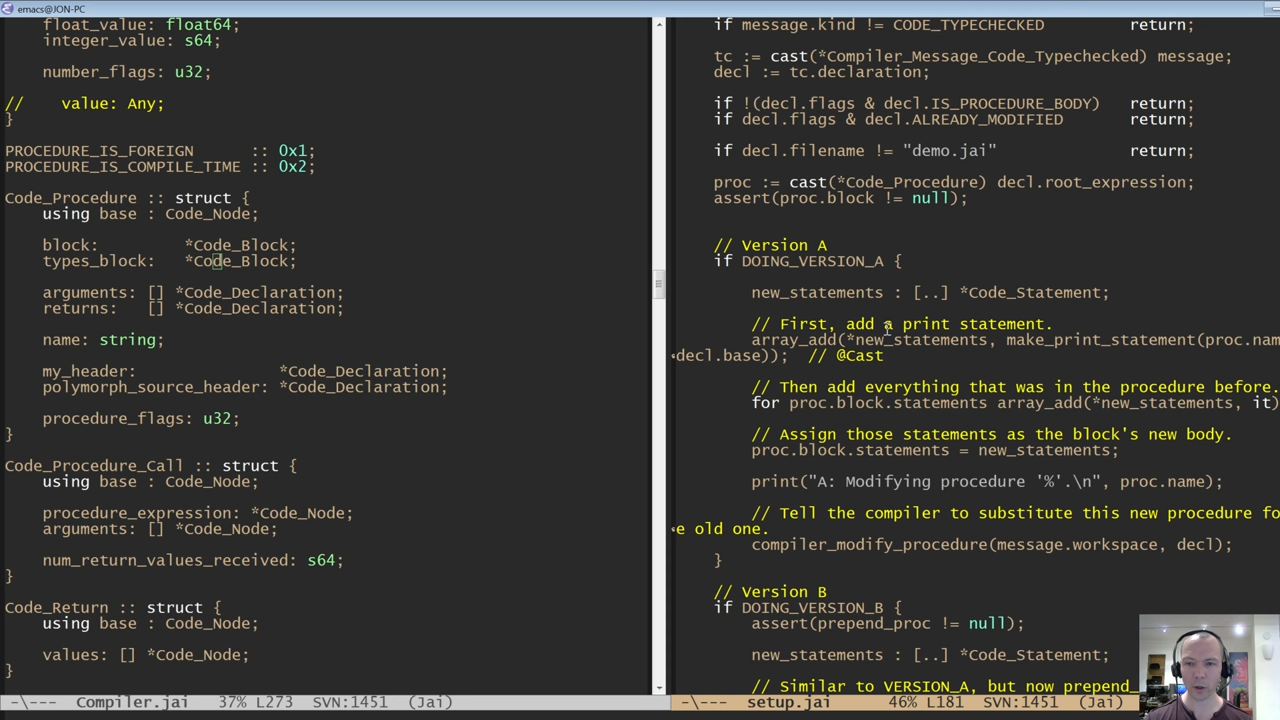 emacs@JON-PC
float_value: float64;
integer_value: s64;
number_flags: u32;
//    value: Any;
}
PROCEDURE_IS_FOREIGN      :: 0x1;
PROCEDURE_IS_COMPILE_TIME :: 0x2;
Code_Procedure :: struct {
using base : Code_Node;
block:         *Code_Block;
types_block:   *Code_Block;
arguments: [] *Code_Declaration;
returns:   [] *Code_Declaration;
name: string;
my_header:               *Code_Declaration;
polymorph_source_header: *Code_Declaration;
procedure_flags: u32;
}
Code_Procedure_Call :: struct {
using base : Code_Node;
procedure_expression: *Code_Node;
arguments: [] *Code_Node;
num_return_values_received: s64;
}
Code_Return :: struct {
using base : Code_Node;
values: [] *Code_Node;
}
-\---  Compiler.jai    37% L273   SVN:1451  (Jai)
if message.kind != CODE_TYPECHECKED         return;
tc := cast(*Compiler_Message_Code_Typechecked) message;
decl := tc.declaration;
if !(decl.flags & decl.IS_PROCEDURE_BODY)   return;
if decl.flags & decl.ALREADY_MODIFIED       return;
if decl.filename != "demo.jai"              return;
proc := cast(*Code_Procedure) decl.root_expression;
assert(proc.block != null);
// Version A
if DOING_VERSION_A {
new_statements : [..] *Code_Statement;
// First, add a print statement.
array_add(*new_statements, make_print_statement(proc.nam
decl.base));  // @Cast
// Then add everything that was in the procedure before.
for proc.block.statements array_add(*new_statements, it)
// Assign those statements as the block's new body.
proc.block.statements = new_statements;
print("A: Modifying procedure '%'.\n", proc.name);
// Tell the compiler to substitute this new procedure fo
e old one.
compiler_modify_procedure(message.workspace, decl);
}
// Version B
if DOING_VERSION_B {
assert(prepend_proc != null);
new_statements : [..] *Code_Statement;
// Similar to VERSION_A, but now prepend_
-\---  setup.jai      46% L181   SVN:1451  (Jai)